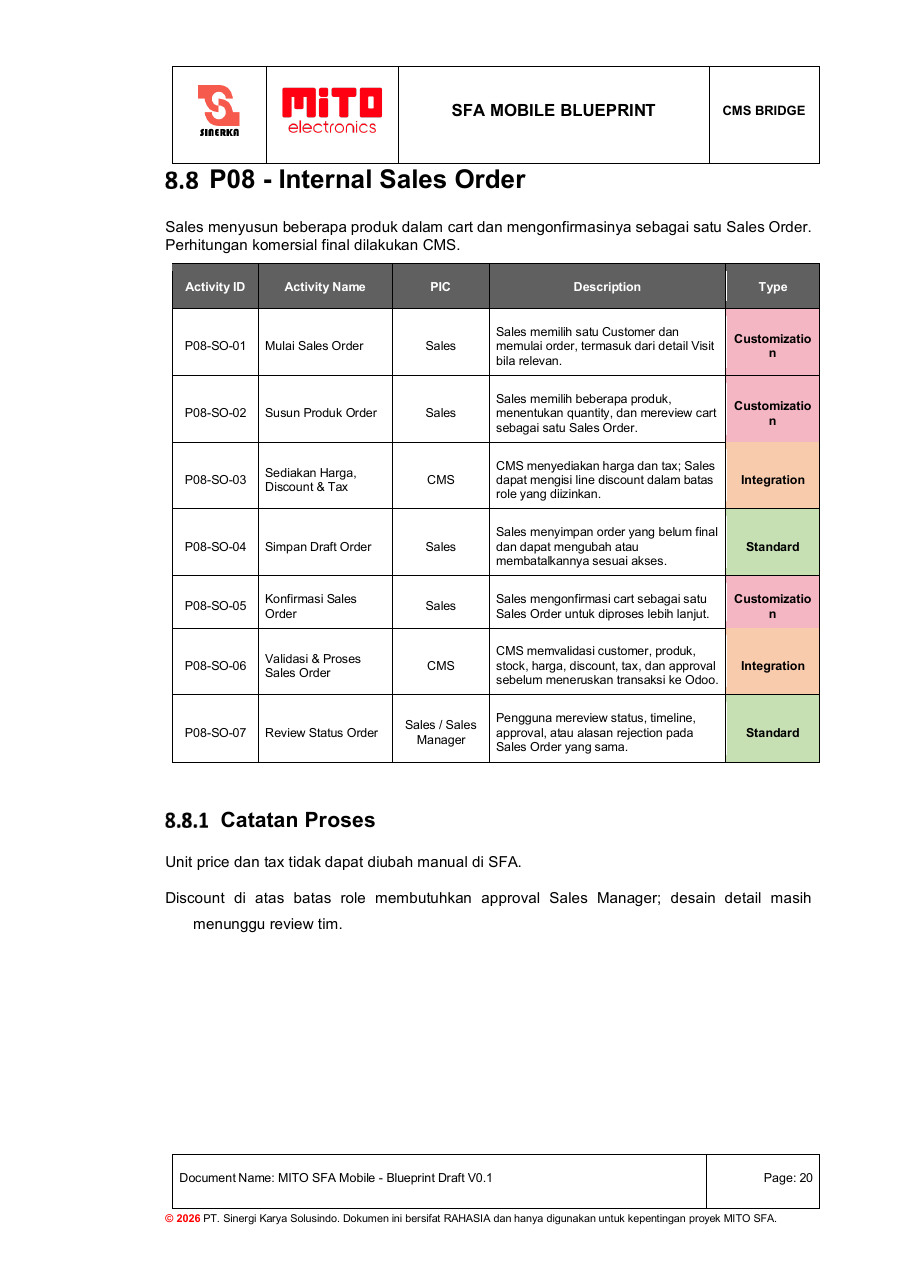 SINERKA
MiTO
electronics
SFA MOBILE BLUEPRINT
CMS BRIDGE
8.8 P08 - Internal Sales Order
Sales menyusun beberapa produk dalam cart dan mengonfirmasinya sebagai satu Sales Order.
Perhitungan komersial final dilakukan CMS.
Activity ID
Activity Name
PIC
Description
Type
P08-SO-01
Mulai Sales Order
Sales
Sales memilih satu Customer dan
memulai order, termasuk dari detail Visit
bila relevan.
Customizatio
n
P08-SO-02
Susun Produk Order
Sales
Sales memilih beberapa produk,
menentukan quantity, dan mereview cart
sebagai satu Sales Order.
Customizatio
n
P08-SO-03
Sediakan Harga,
Discount & Tax
CMS
CMS menyediakan harga dan tax; Sales
dapat mengisi line discount dalam batas
role yang diizinkan.
Integration
P08-SO-04
Simpan Draft Order
Sales
Sales menyimpan order yang belum final
dan dapat mengubah atau
membatalkannya sesuai akses.
Standard
P08-SO-05
Konfirmasi Sales
Order
Sales
Sales mengonfirmasi cart sebagai satu
Sales Order untuk diproses lebih lanjut.
Customizatio
n
P08-SO-06
Validasi & Proses
Sales Order
CMS
CMS memvalidasi customer, produk,
stock, harga, discount, tax, dan approval
sebelum meneruskan transaksi ke Odoo.
Integration
P08-SO-07
Review Status Order
Sales / Sales
Manager
Pengguna mereview status, timeline,
approval, atau alasan rejection pada
Sales Order yang sama.
Standard
8.8.1 Catatan Proses
Unit price dan tax tidak dapat diubah manual di SFA.
Discount di atas batas role membutuhkan approval Sales Manager; desain detail masih
menunggu review tim.
Document Name: MITO SFA Mobile - Blueprint Draft V0.1
Page: 20
© 2026 PT. Sinergi Karya Solusindo. Dokumen ini bersifat RAHASIA dan hanya digunakan untuk kepentingan proyek MITO SFA.